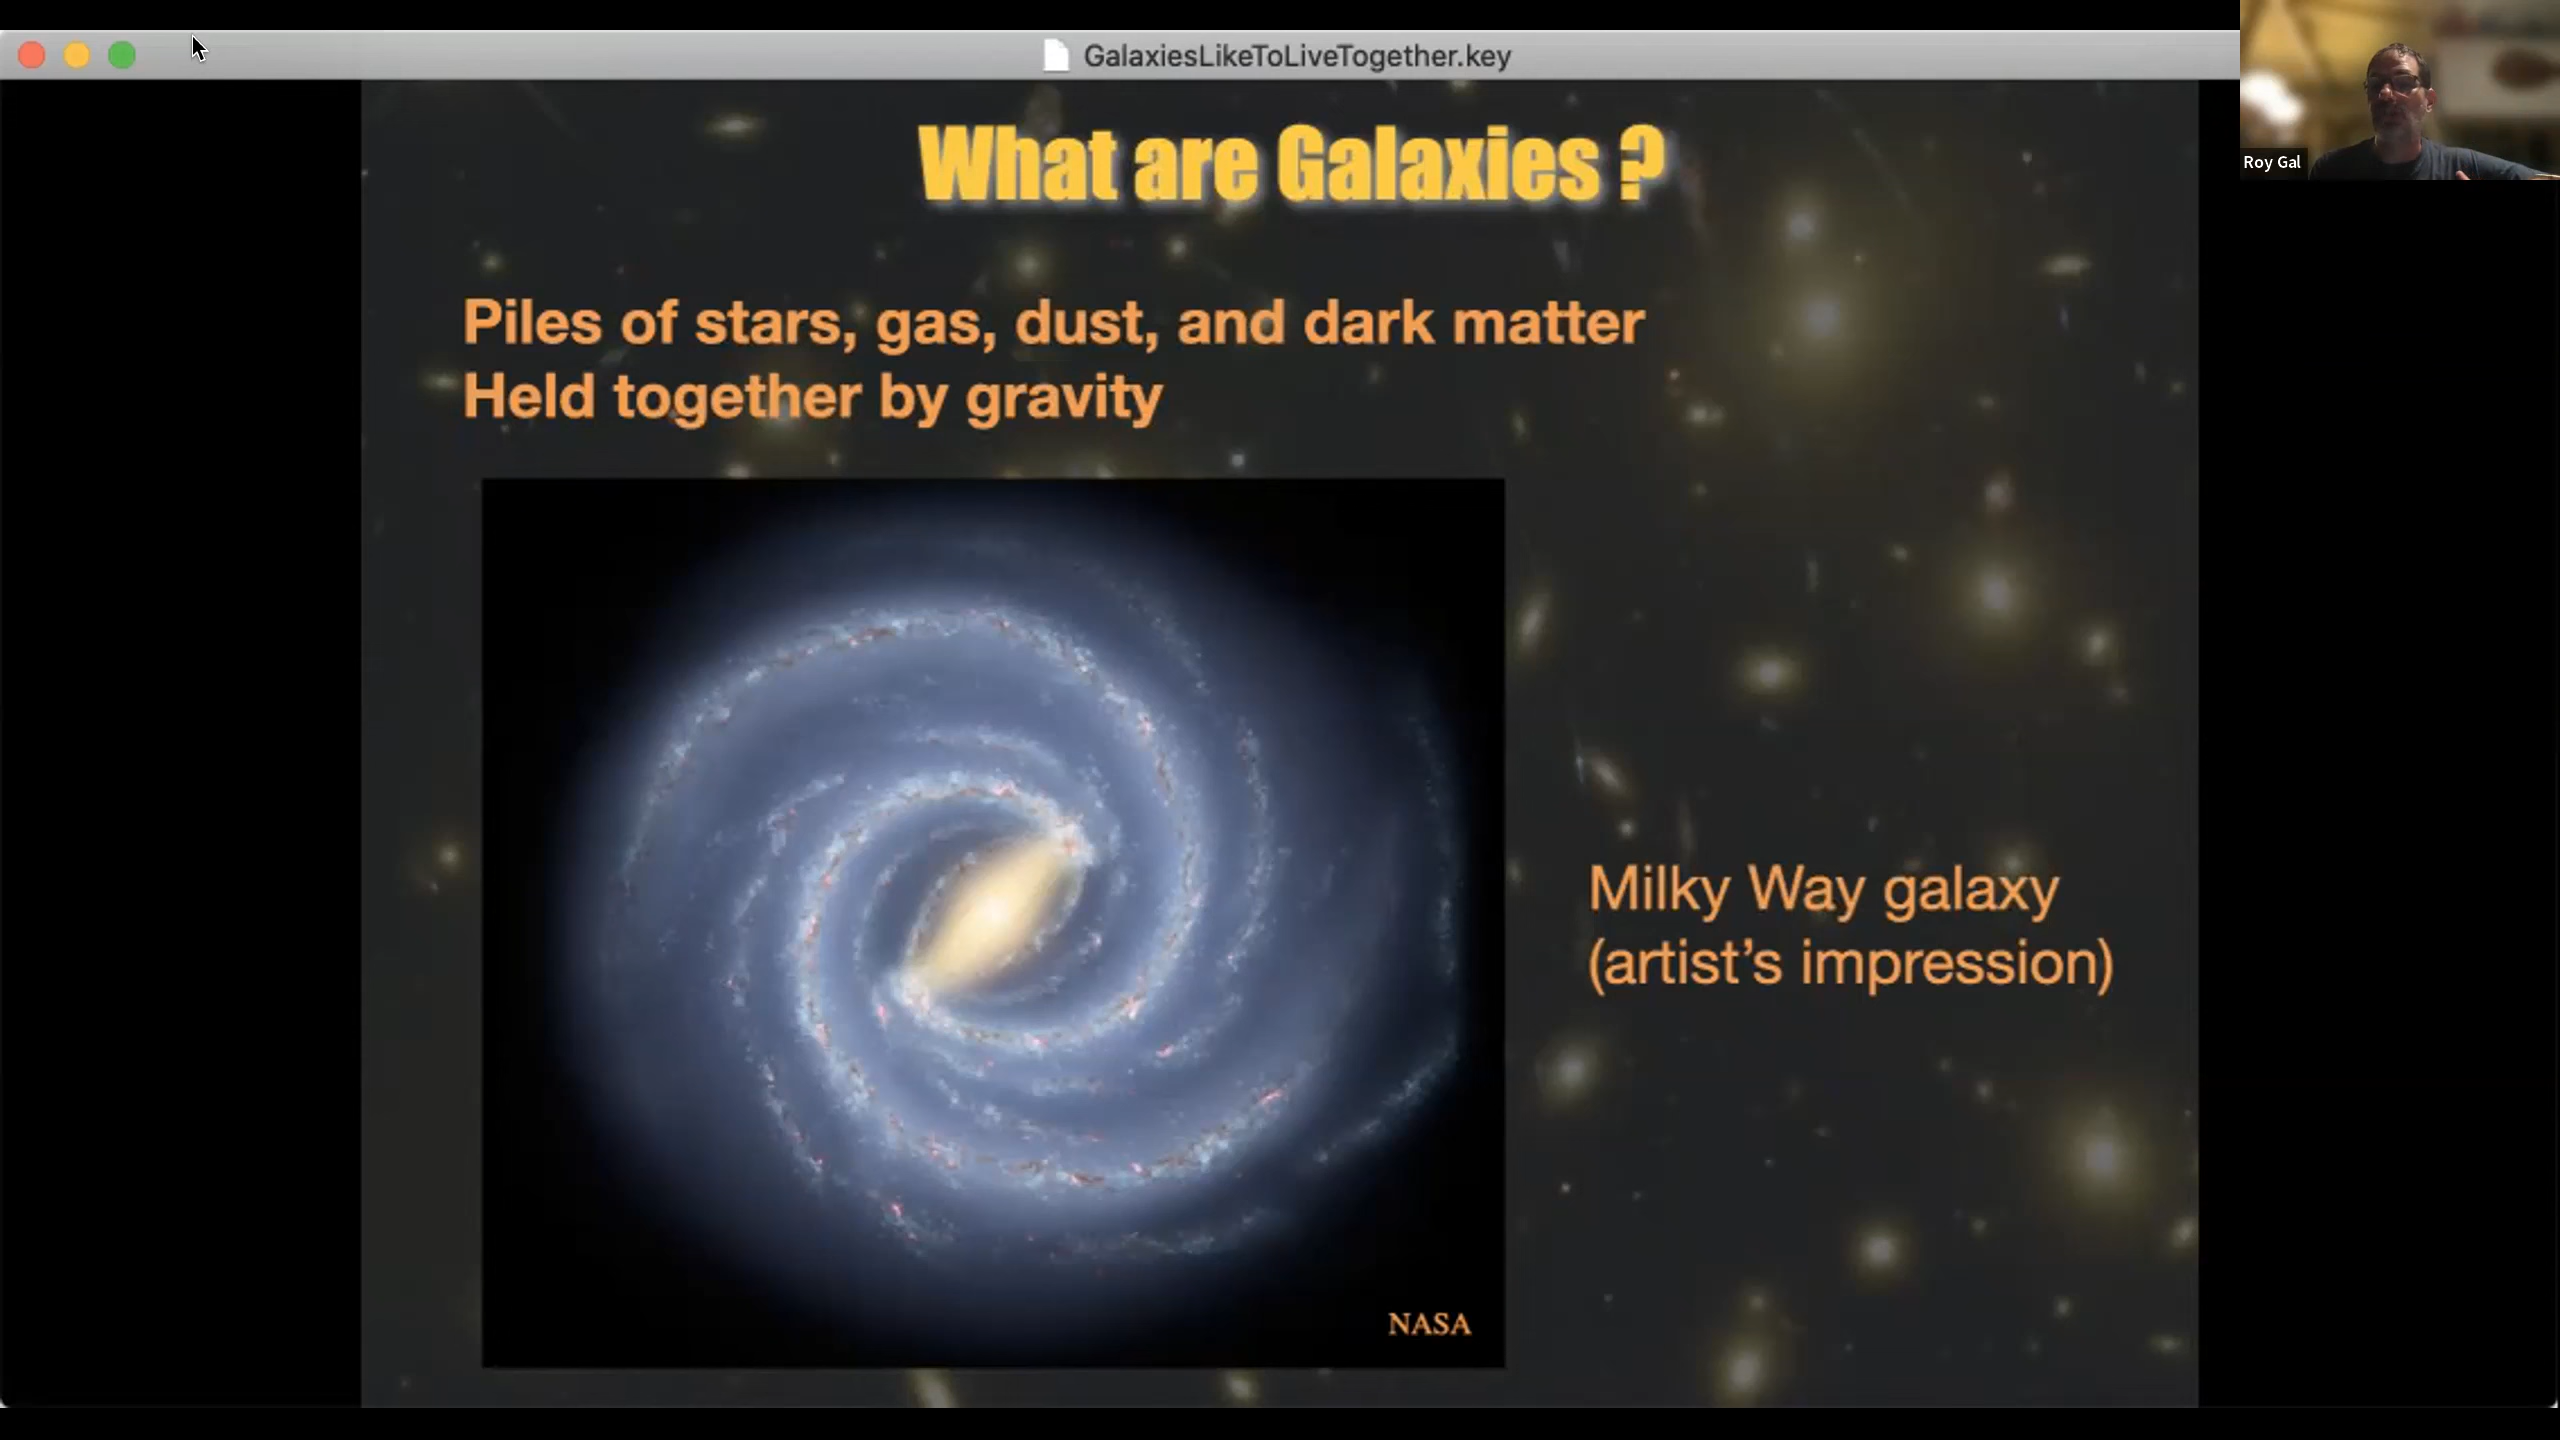 GalaxiesLikeToLiveTogether.key
Roy Gal
What are Galaxies ?
Piles of stars, gas, dust, and dark matter
Held together by gravity
Milky Way galaxy
(artist's impression)
NASA